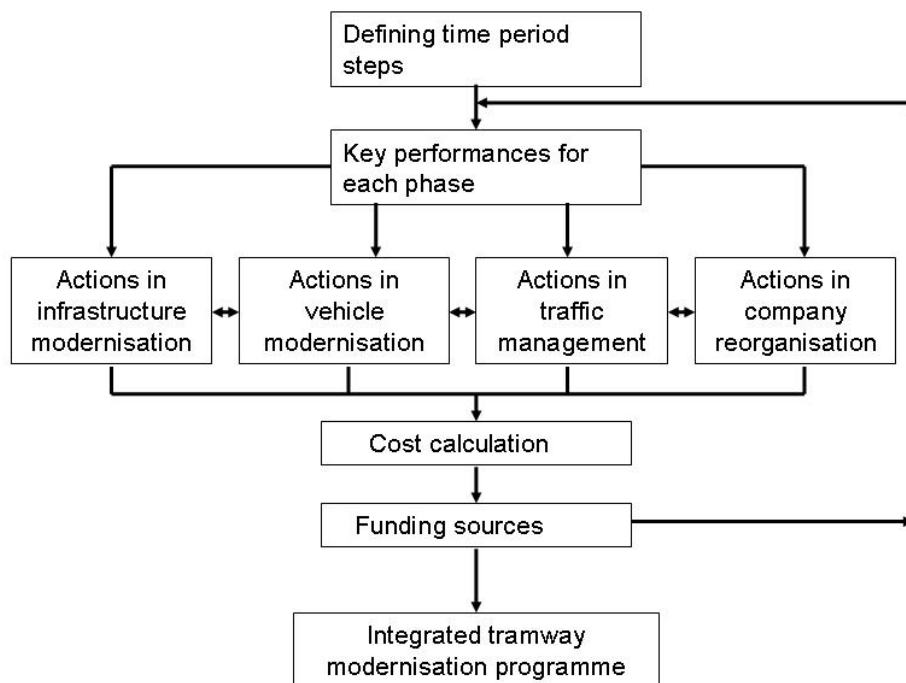 Defining time period
steps
Key performances for
each phase
Actions in
infrastructure
modernisation
Actions in
vehicle
modernisation
Actions in
traffic
management
Actions in
company
reorganisation
Cost calculation
Funding sources
Integrated tramway
modernisation programme